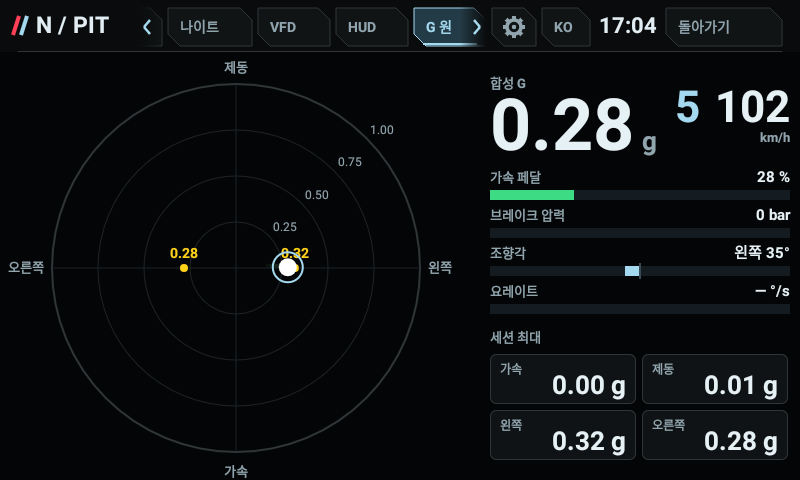 N / PIT
나이트
VFD
HUD
G 원
KO
17:04
돌아가기
제동
1.00
0.75
0.50
0.25
0.28
0.32
오른쪽
왼쪽
가속
합성 G
0.28 g
5 102
km/h
가속 페달 28 %
브레이크 압력 0 bar
조향각 왼쪽 35°
요레이트 — °/s
세션 최대
가속 0.00 g
제동 0.01 g
왼쪽 0.32 g
오른쪽 0.28 g